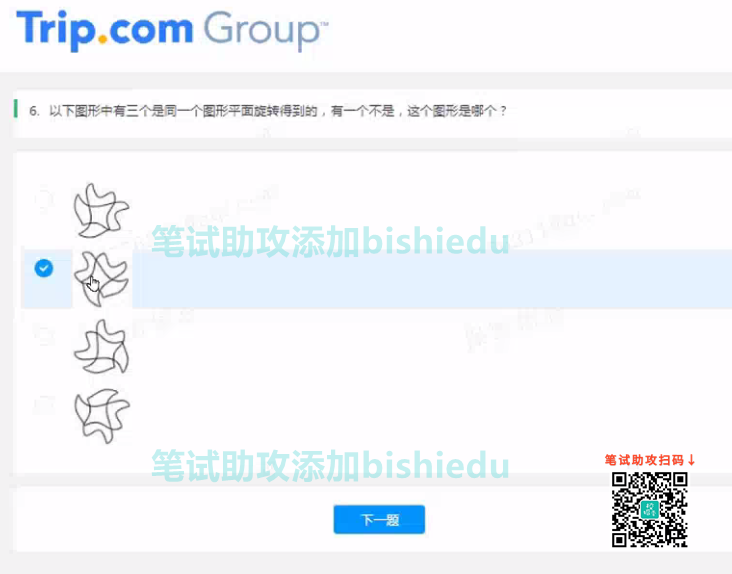 Trip.com Group™
6. 以下图形中有三个是同一个图形平面旋转得到的，有一个不是，这个图形是哪个？
笔试助攻添加bishiedu
笔试助攻添加bishiedu
笔试助攻扫码↓
下一题